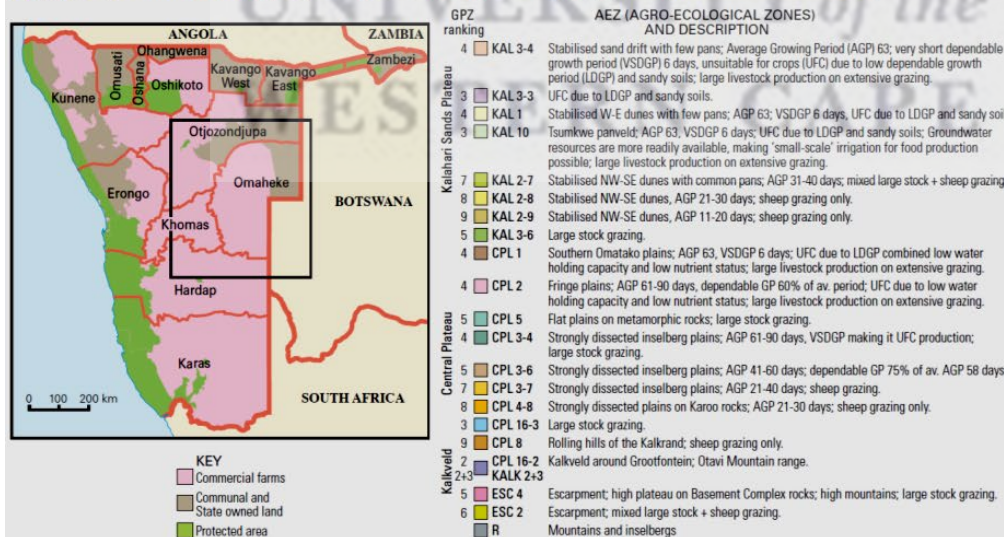 UNIVERSITY of the
WESTERN CAPE
ANGOLA
ZAMBIA
Ohangwena
Omusati
Oshana
Oshikoto
Kavango
West
Kavango
East
Zambezi
Kunene
Otjozondjupa
Omaheke
Erongo
BOTSWANA
Khomas
Hardap
Karas
SOUTH AFRICA
0 100 200 km
KEY
Commercial farms
Communal and
State owned land
Protected area
GPZ
ranking
AEZ (AGRO-ECOLOGICAL ZONES)
AND DESCRIPTION
Kalahari Sands Plateau
4 KAL 3-4 Stabilised sand drift with few pans; Average Growing Period (AGP) 63; very short dependable
growth period (VSDGP) 6 days, unsuitable for crops (UFC) due to low dependable growth
period (LDGP) and sandy soils; large livestock production on extensive grazing.
3 KAL 3-3 UFC due to LDGP and sandy soils.
4 KAL 1 Stabilised W-E dunes with few pans; AGP 63; VSDGP 6 days, UFC due to LDGP and sandy soi
3 KAL 10 Tsumkwe panveld; AGP 63, VSDGP 6 days; UFC due to LDGP and sandy soils; Groundwater
resources are more readily available, making 'small-scale' irrigation for food production
possible; large livestock production on extensive grazing.
7 KAL 2-7 Stabilised NW-SE dunes with common pans; AGP 31-40 days; mixed large stock + sheep grazing
8 KAL 2-8 Stabilised NW-SE dunes, AGP 21-30 days; sheep grazing only.
9 KAL 2-9 Stabilised NW-SE dunes, AGP 11-20 days; sheep grazing only.
5 KAL 3-6 Large stock grazing.
Central Plateau
4 CPL 1 Southern Omatako plains; AGP 63, VSDGP 6 days; UFC due to LDGP combined low water
holding capacity and low nutrient status; large livestock production on extensive grazing.
4 CPL 2 Fringe plains; AGP 61-90 days, dependable GP 60% of av. period; UFC due to low water
holding capacity and low nutrient status; large livestock production on extensive grazing.
5 CPL 5 Flat plains on metamorphic rocks; large stock grazing.
4 CPL 3-4 Strongly dissected inselberg plains; AGP 61-90 days, VSDGP making it UFC production;
large stock grazing.
5 CPL 3-6 Strongly dissected inselberg plains; AGP 41-60 days; dependable GP 75% of av. AGP 58 days
7 CPL 3-7 Strongly dissected inselberg plains; AGP 21-40 days; sheep grazing.
8 CPL 4-8 Strongly dissected plains on Karoo rocks; AGP 21-30 days; sheep grazing only.
3 CPL 16-3 Large stock grazing.
9 CPL 8 Rolling hills of the Kalkrand; sheep grazing only.
Kalkveld
2 CPL 16-2 Kalkveld around Grootfontein; Otavi Mountain range.
2+3 KALK 2+3
5 ESC 4 Escarpment; high plateau on Basement Complex rocks; high mountains; large stock grazing.
6 ESC 2 Escarpment; mixed large stock + sheep grazing.
R Mountains and inselbergs